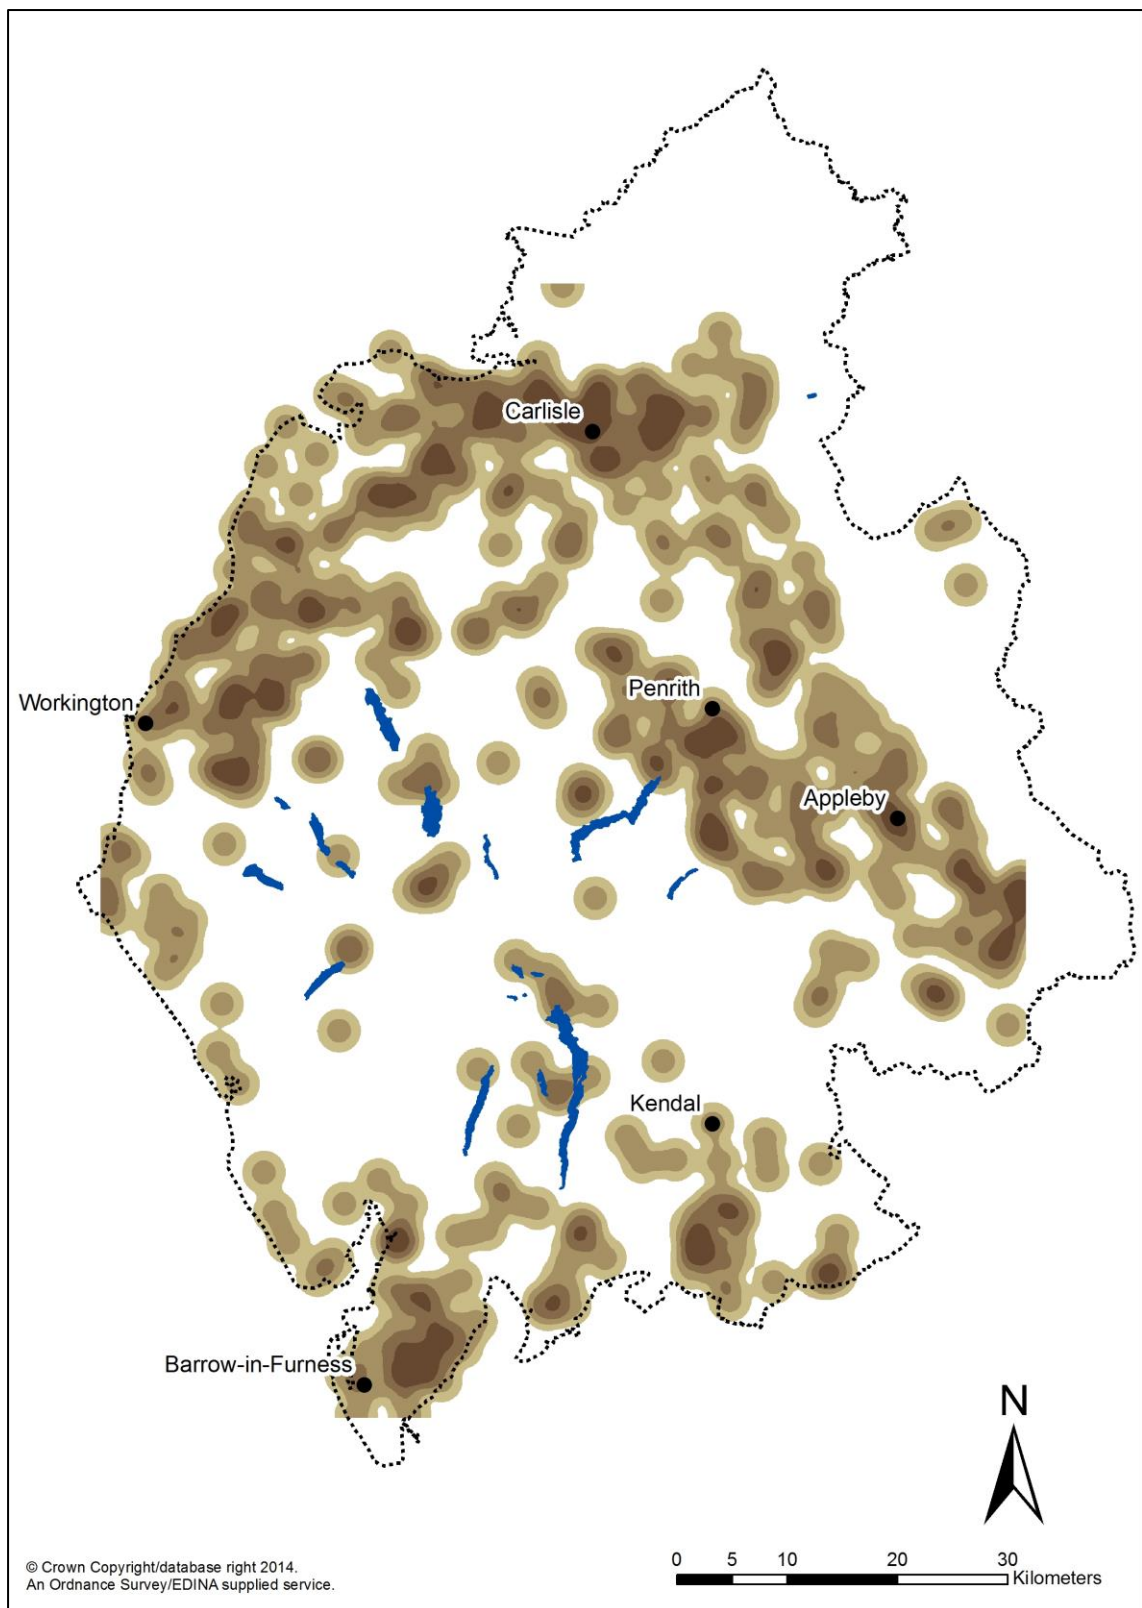 Carlisle
Workington
Penrith
Appleby
Kendal
Barrow-in-Furness
N
0 5 10 20 30
Kilometers
© Crown Copyright/database right 2014.
An Ordnance Survey/EDINA supplied service.